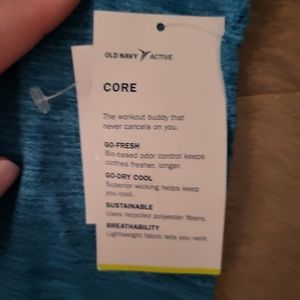 OLD NAVY ACTIVE
CORE
The workout buddy that
never cancels on you.
GO-FRESH
Bio-based odor control keeps
clothes fresher, longer.
GO-DRY COOL
Superior wicking helps keep
you cool.
SUSTAINABLE
Uses recycled polyester fibers.
BREATHABILITY
Lightweight fabric lets you vent.